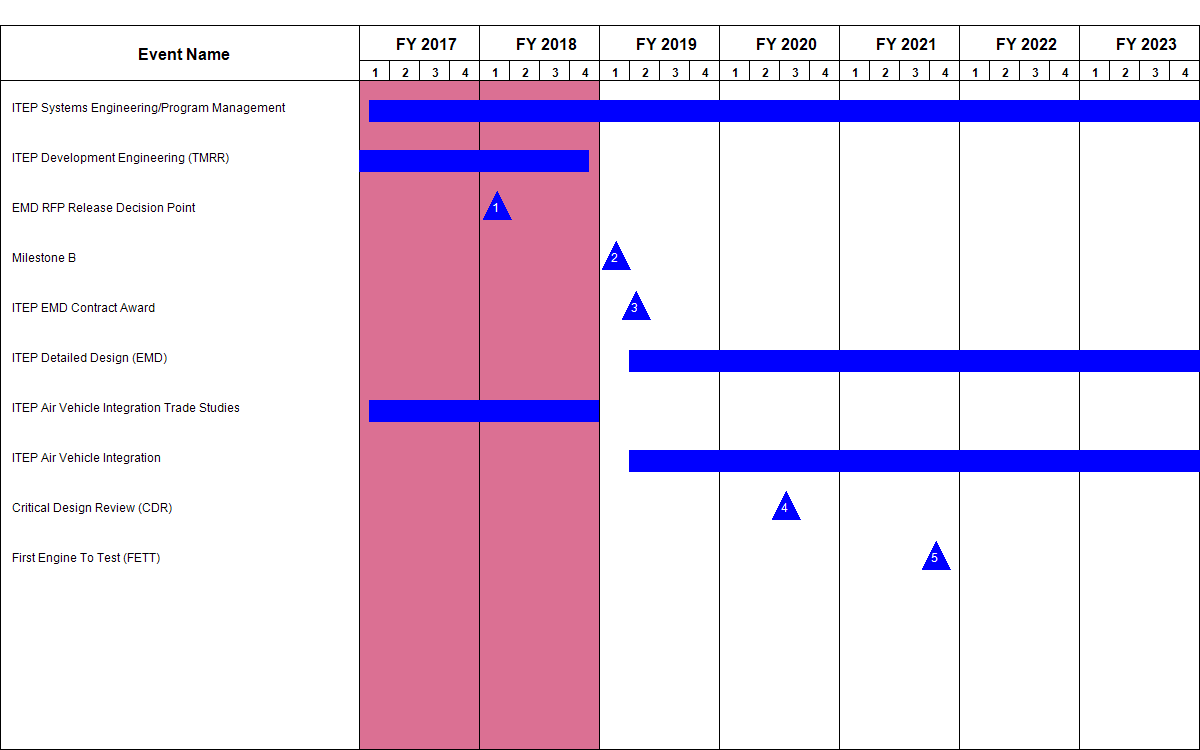 Event Name FY 2017 FY 2018 FY 2019 FY 2020 FY 2021 FY 2022 FY 2023
1 2 3 4 1 2 3 4 1 2 3 4 1 2 3 4 1 2 3 4 1 2 3 4 1 2 3 4
ITEP Systems Engineering/Program Management
ITEP Development Engineering (TMRR)
EMD RFP Release Decision Point 1
Milestone B 2
ITEP EMD Contract Award 3
ITEP Detailed Design (EMD)
ITEP Air Vehicle Integration Trade Studies
ITEP Air Vehicle Integration
Critical Design Review (CDR) 4
First Engine To Test (FETT) 5